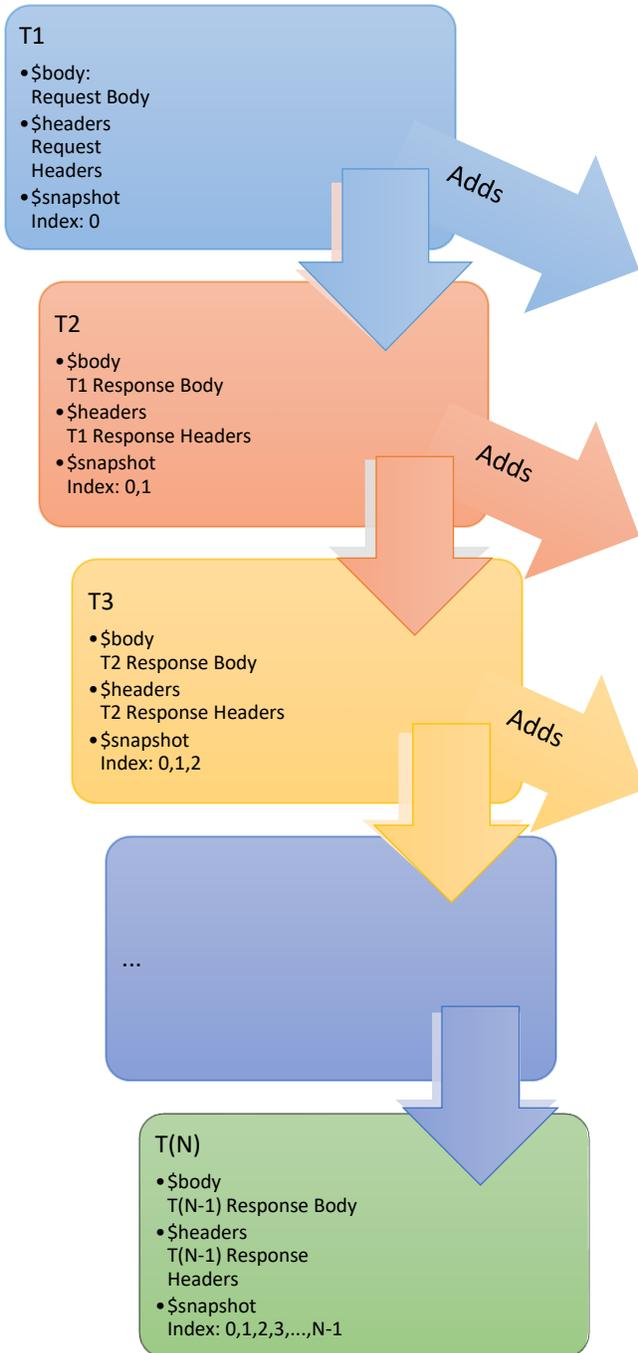 T1
•$body:
Request Body
•$headers
Request
Headers
•$snapshot
Index: 0
Adds
T2
•$body
T1 Response Body
•$headers
T1 Response Headers
•$snapshot
Index: 0,1
Adds
T3
•$body
T2 Response Body
•$headers
T2 Response Headers
•$snapshot
Index: 0,1,2
Adds
...
T(N)
•$body
T(N-1) Response Body
•$headers
T(N-1) Response
Headers
•$snapshot
Index: 0,1,2,3,...,N-1